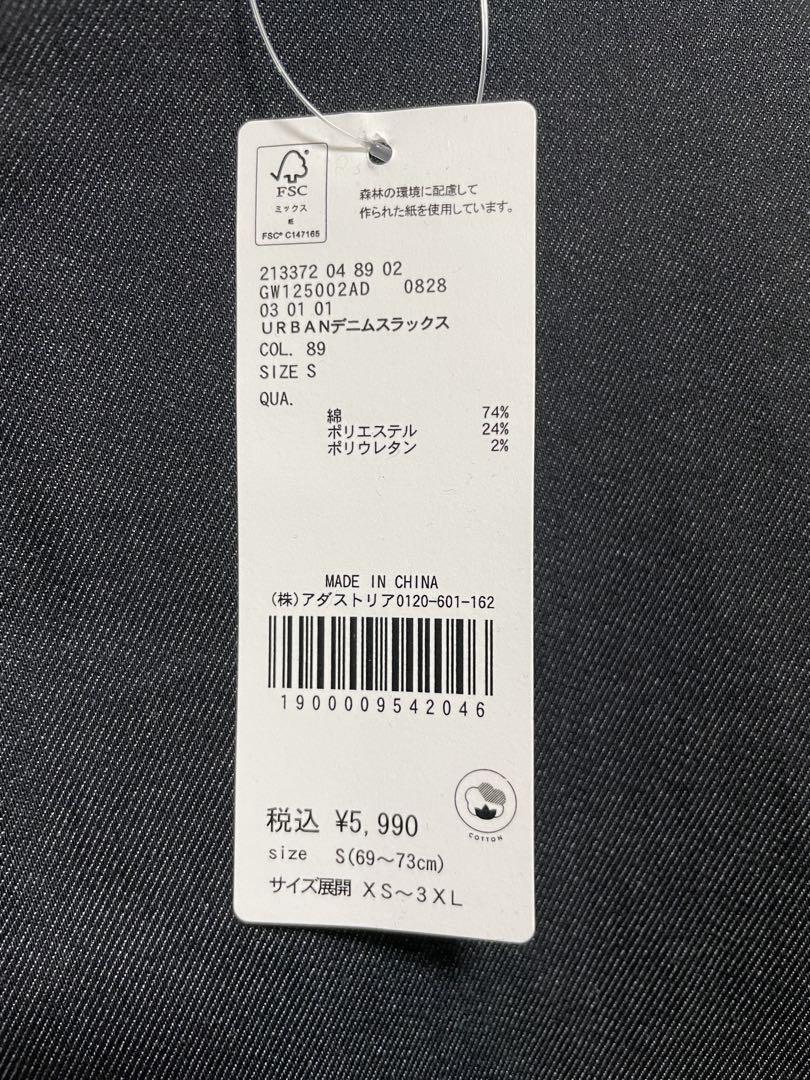 FSC
ミックス
紙
FSC® C147165
森林の環境に配慮して
作られた紙を使用しています。
213372 04 89 02
GW125002AD 0828
03 01 01
URBANデニムスラックス
COL. 89
SIZE S
QUA.
綿 74%
ポリエステル 24%
ポリウレタン 2%
MADE IN CHINA
(株)アダストリア0120-601-162
1900009542046
COTTON
税込 ¥5,990
size S(69〜73cm)
サイズ展開 XS〜3XL